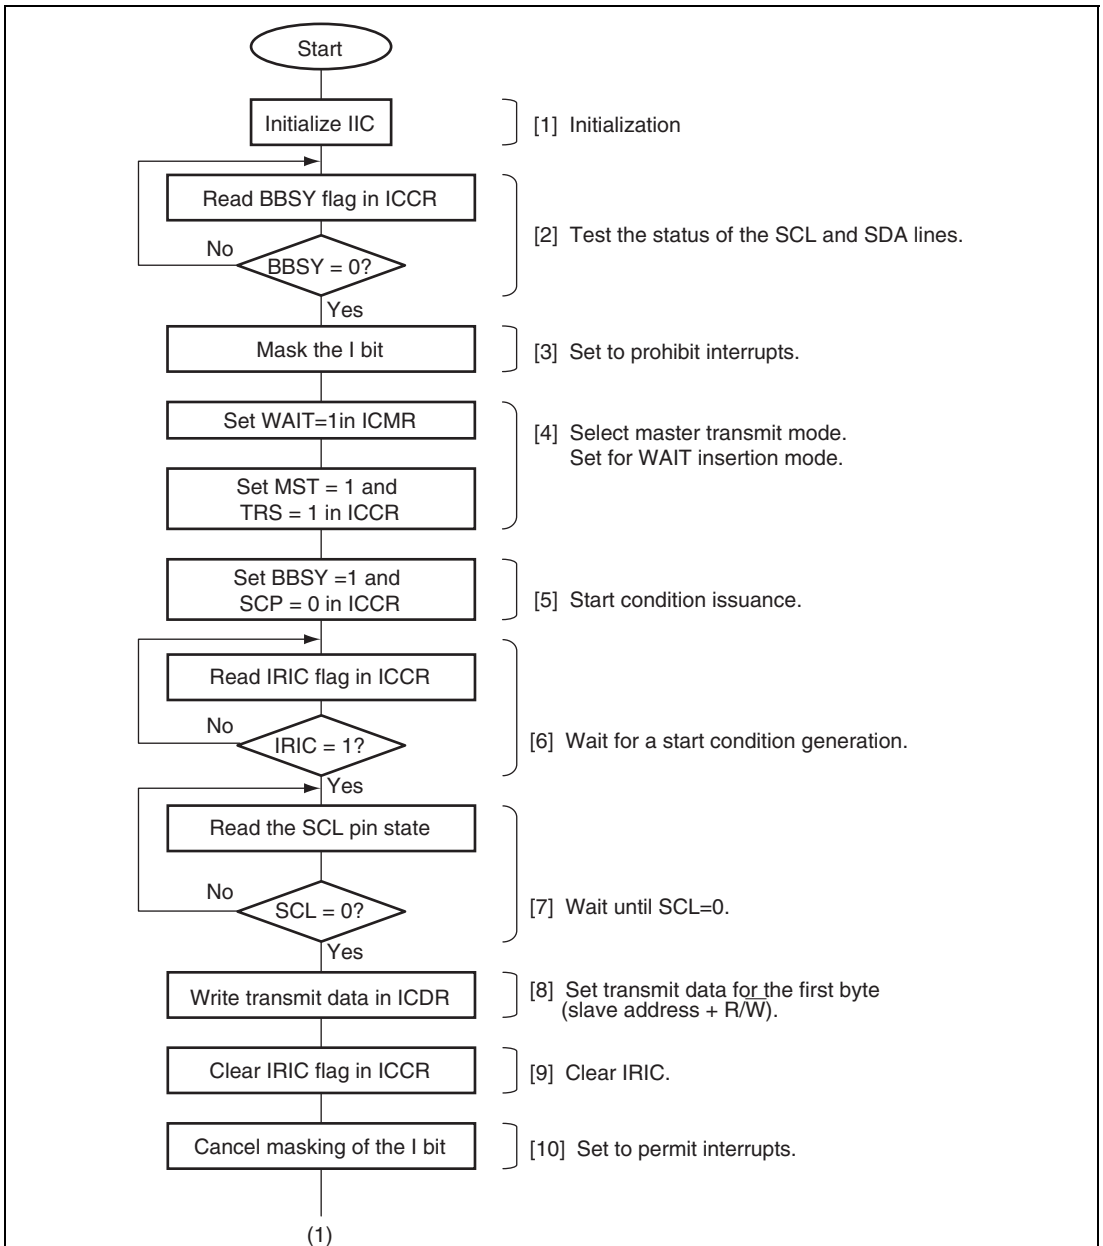 Start
Initialize IIC
[1] Initialization
Read BBSY flag in ICCR
[2] Test the status of the SCL and SDA lines.
No
BBSY = 0?
Yes
Mask the I bit
[3] Set to prohibit interrupts.
Set WAIT=1in ICMR
[4] Select master transmit mode.
Set for WAIT insertion mode.
Set MST = 1 and
TRS = 1 in ICCR
Set BBSY =1 and
SCP = 0 in ICCR
[5] Start condition issuance.
Read IRIC flag in ICCR
No
IRIC = 1?
[6] Wait for a start condition generation.
Yes
Read the SCL pin state
No
SCL = 0?
[7] Wait until SCL=0.
Yes
Write transmit data in ICDR
[8] Set transmit data for the first byte
(slave address + R/W̅).
Clear IRIC flag in ICCR
[9] Clear IRIC.
Cancel masking of the I bit
[10] Set to permit interrupts.
(1)